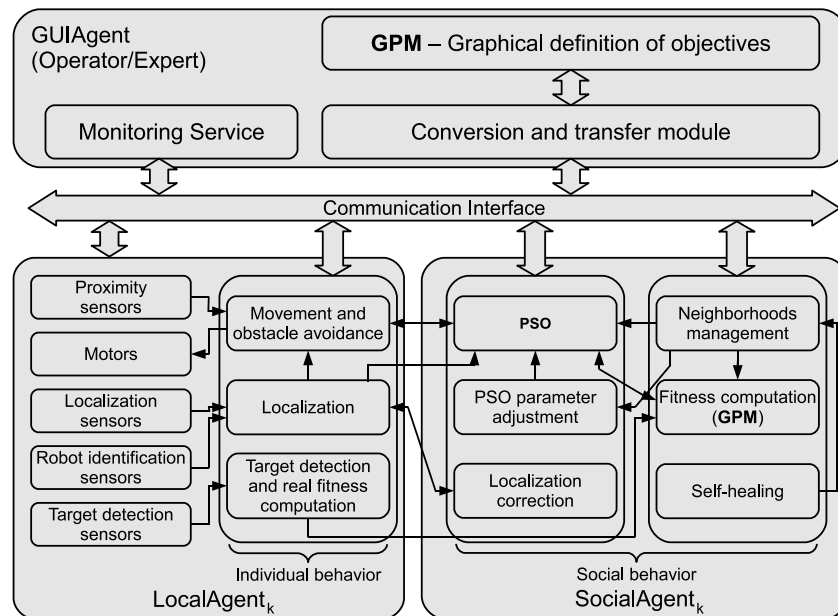 GUIAgent
(Operator/Expert)
GPM – Graphical definition of objectives
Monitoring Service
Conversion and transfer module
Communication Interface
Proximity
sensors
Motors
Localization
sensors
Robot identification
sensors
Target detection
sensors
Movement and
obstacle avoidance
Localization
Target detection
and real fitness
computation
Individual behavior
LocalAgentk
PSO
PSO parameter
adjustment
Localization
correction
Neighborhoods
management
Fitness computation
(GPM)
Self-healing
Social behavior
SocialAgentk